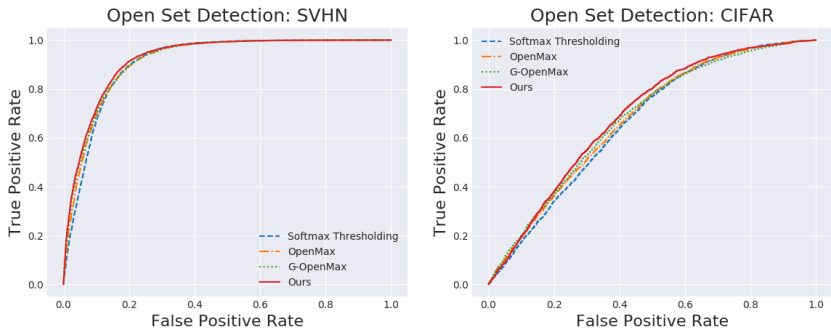 Open Set Detection: SVHN
True Positive Rate
1.0
0.8
0.6
0.4
0.2
0.0
Softmax Thresholding
OpenMax
G-OpenMax
Ours
0.0 0.2 0.4 0.6 0.8 1.0
False Positive Rate
Open Set Detection: CIFAR
True Positive Rate
1.0
0.8
0.6
0.4
0.2
0.0
Softmax Thresholding
OpenMax
G-OpenMax
Ours
0.0 0.2 0.4 0.6 0.8 1.0
False Positive Rate